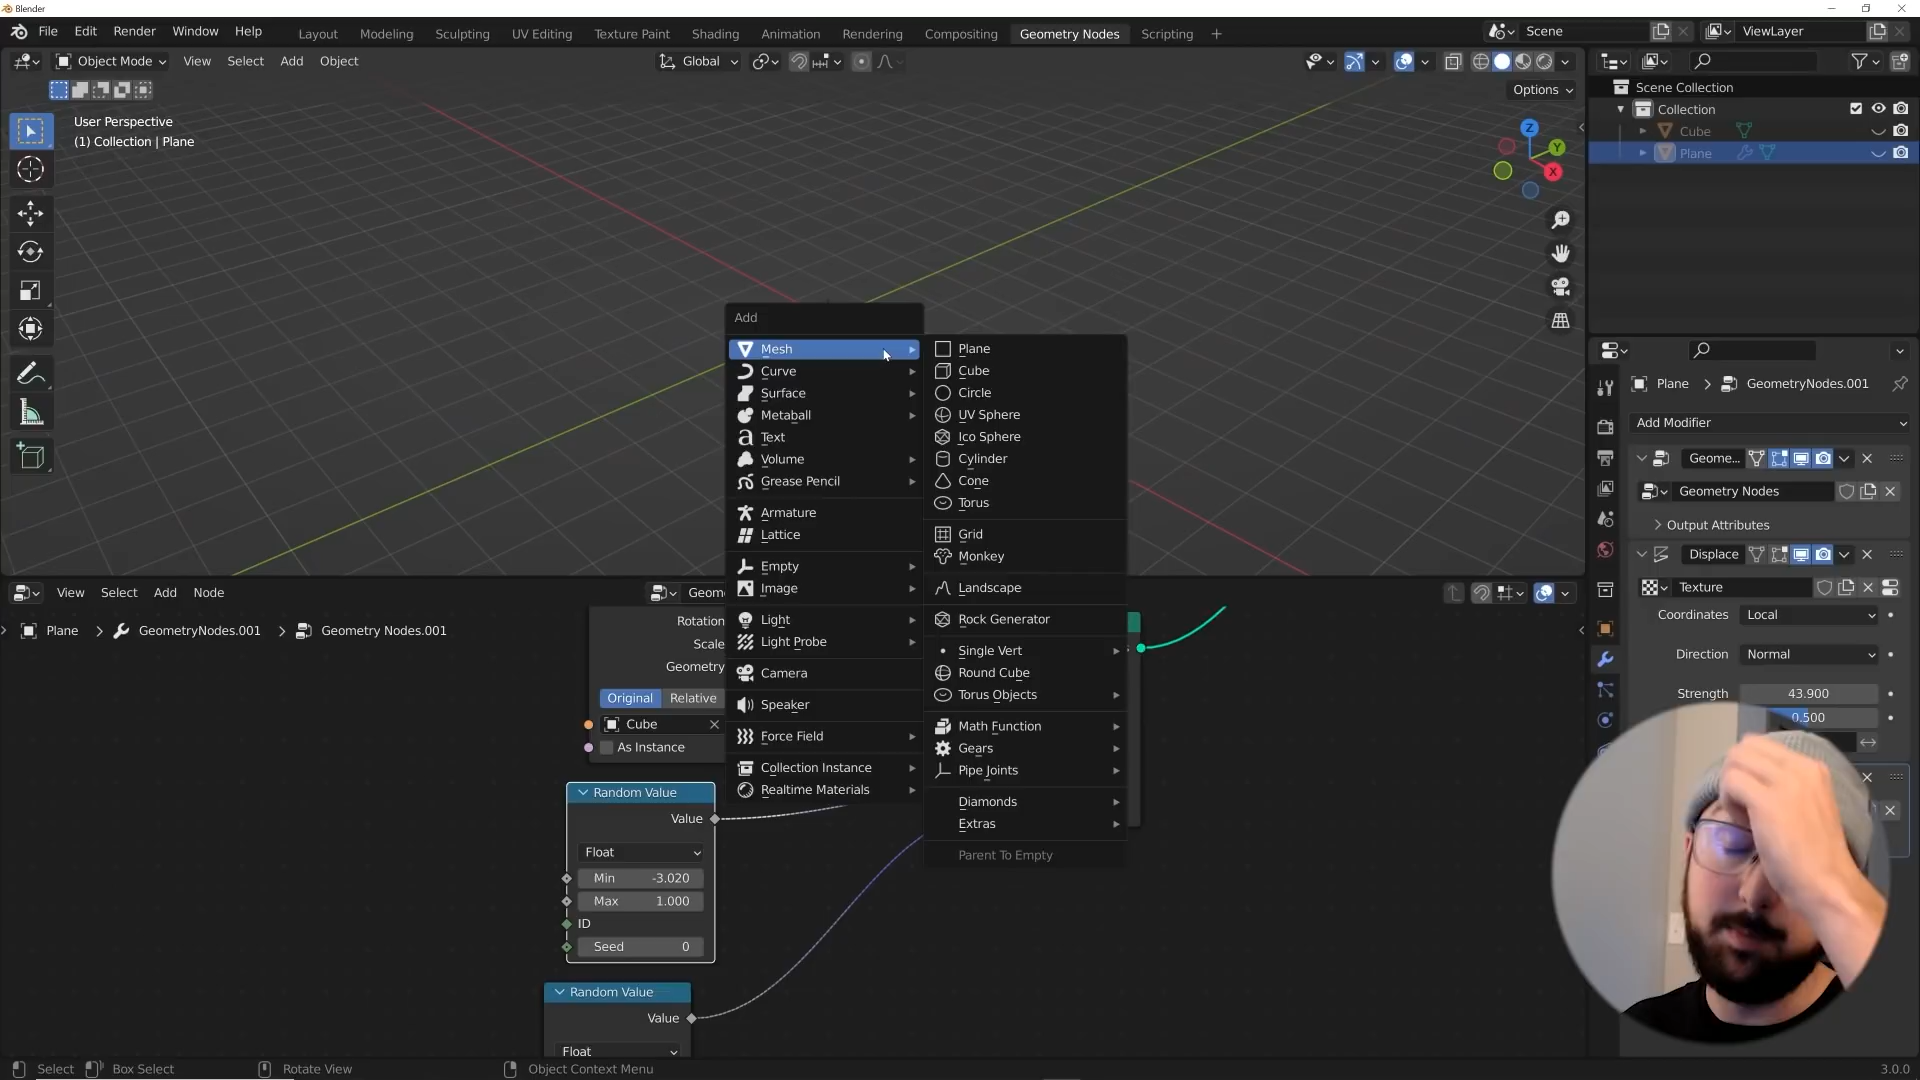 Blender
File Edit Render Window Help
Layout Modeling Sculpting UV Editing Texture Paint Shading Animation Rendering Compositing Geometry Nodes Scripting +
Scene
ViewLayer
Object Mode View Select Add Object
Global
Options
User Perspective
(1) Collection | Plane
Z
Y
X
Scene Collection
Collection
Cube
Plane
Add
Mesh
Curve
Surface
Metaball
Text
Volume
Grease Pencil
Armature
Lattice
Empty
Image
Light
Light Probe
Camera
Speaker
Force Field
Collection Instance
Realtime Materials
Plane
Cube
Circle
UV Sphere
Ico Sphere
Cylinder
Cone
Torus
Grid
Monkey
Landscape
Rock Generator
Single Vert
Round Cube
Torus Objects
Math Function
Gears
Pipe Joints
Diamonds
Extras
Parent To Empty
Plane > GeometryNodes.001
Add Modifier
Geome...
Geometry Nodes
Output Attributes
Displace
Texture
Coordinates Local
Direction Normal
Strength 43.900
0.500
View Select Add Node
Geom
Plane > GeometryNodes.001 > Geometry Nodes.001
Rotation
Scale
Geometry
Original Relative
Cube
As Instance
Random Value
Value
Float
Min -3.020
Max 1.000
ID
Seed 0
Random Value
Value
Float
Select Box Select Rotate View Object Context Menu
3.0.0